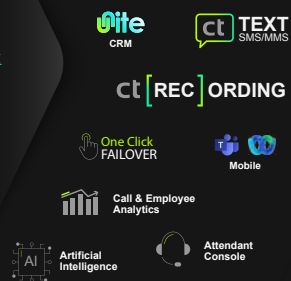 Unite
CRM
ct TEXT
SMS/MMS
ct [REC] ORDING
One Click
FAILOVER
T
Mobile
Call & Employee
Analytics
AI
Artificial
Intelligence
Attendant
Console